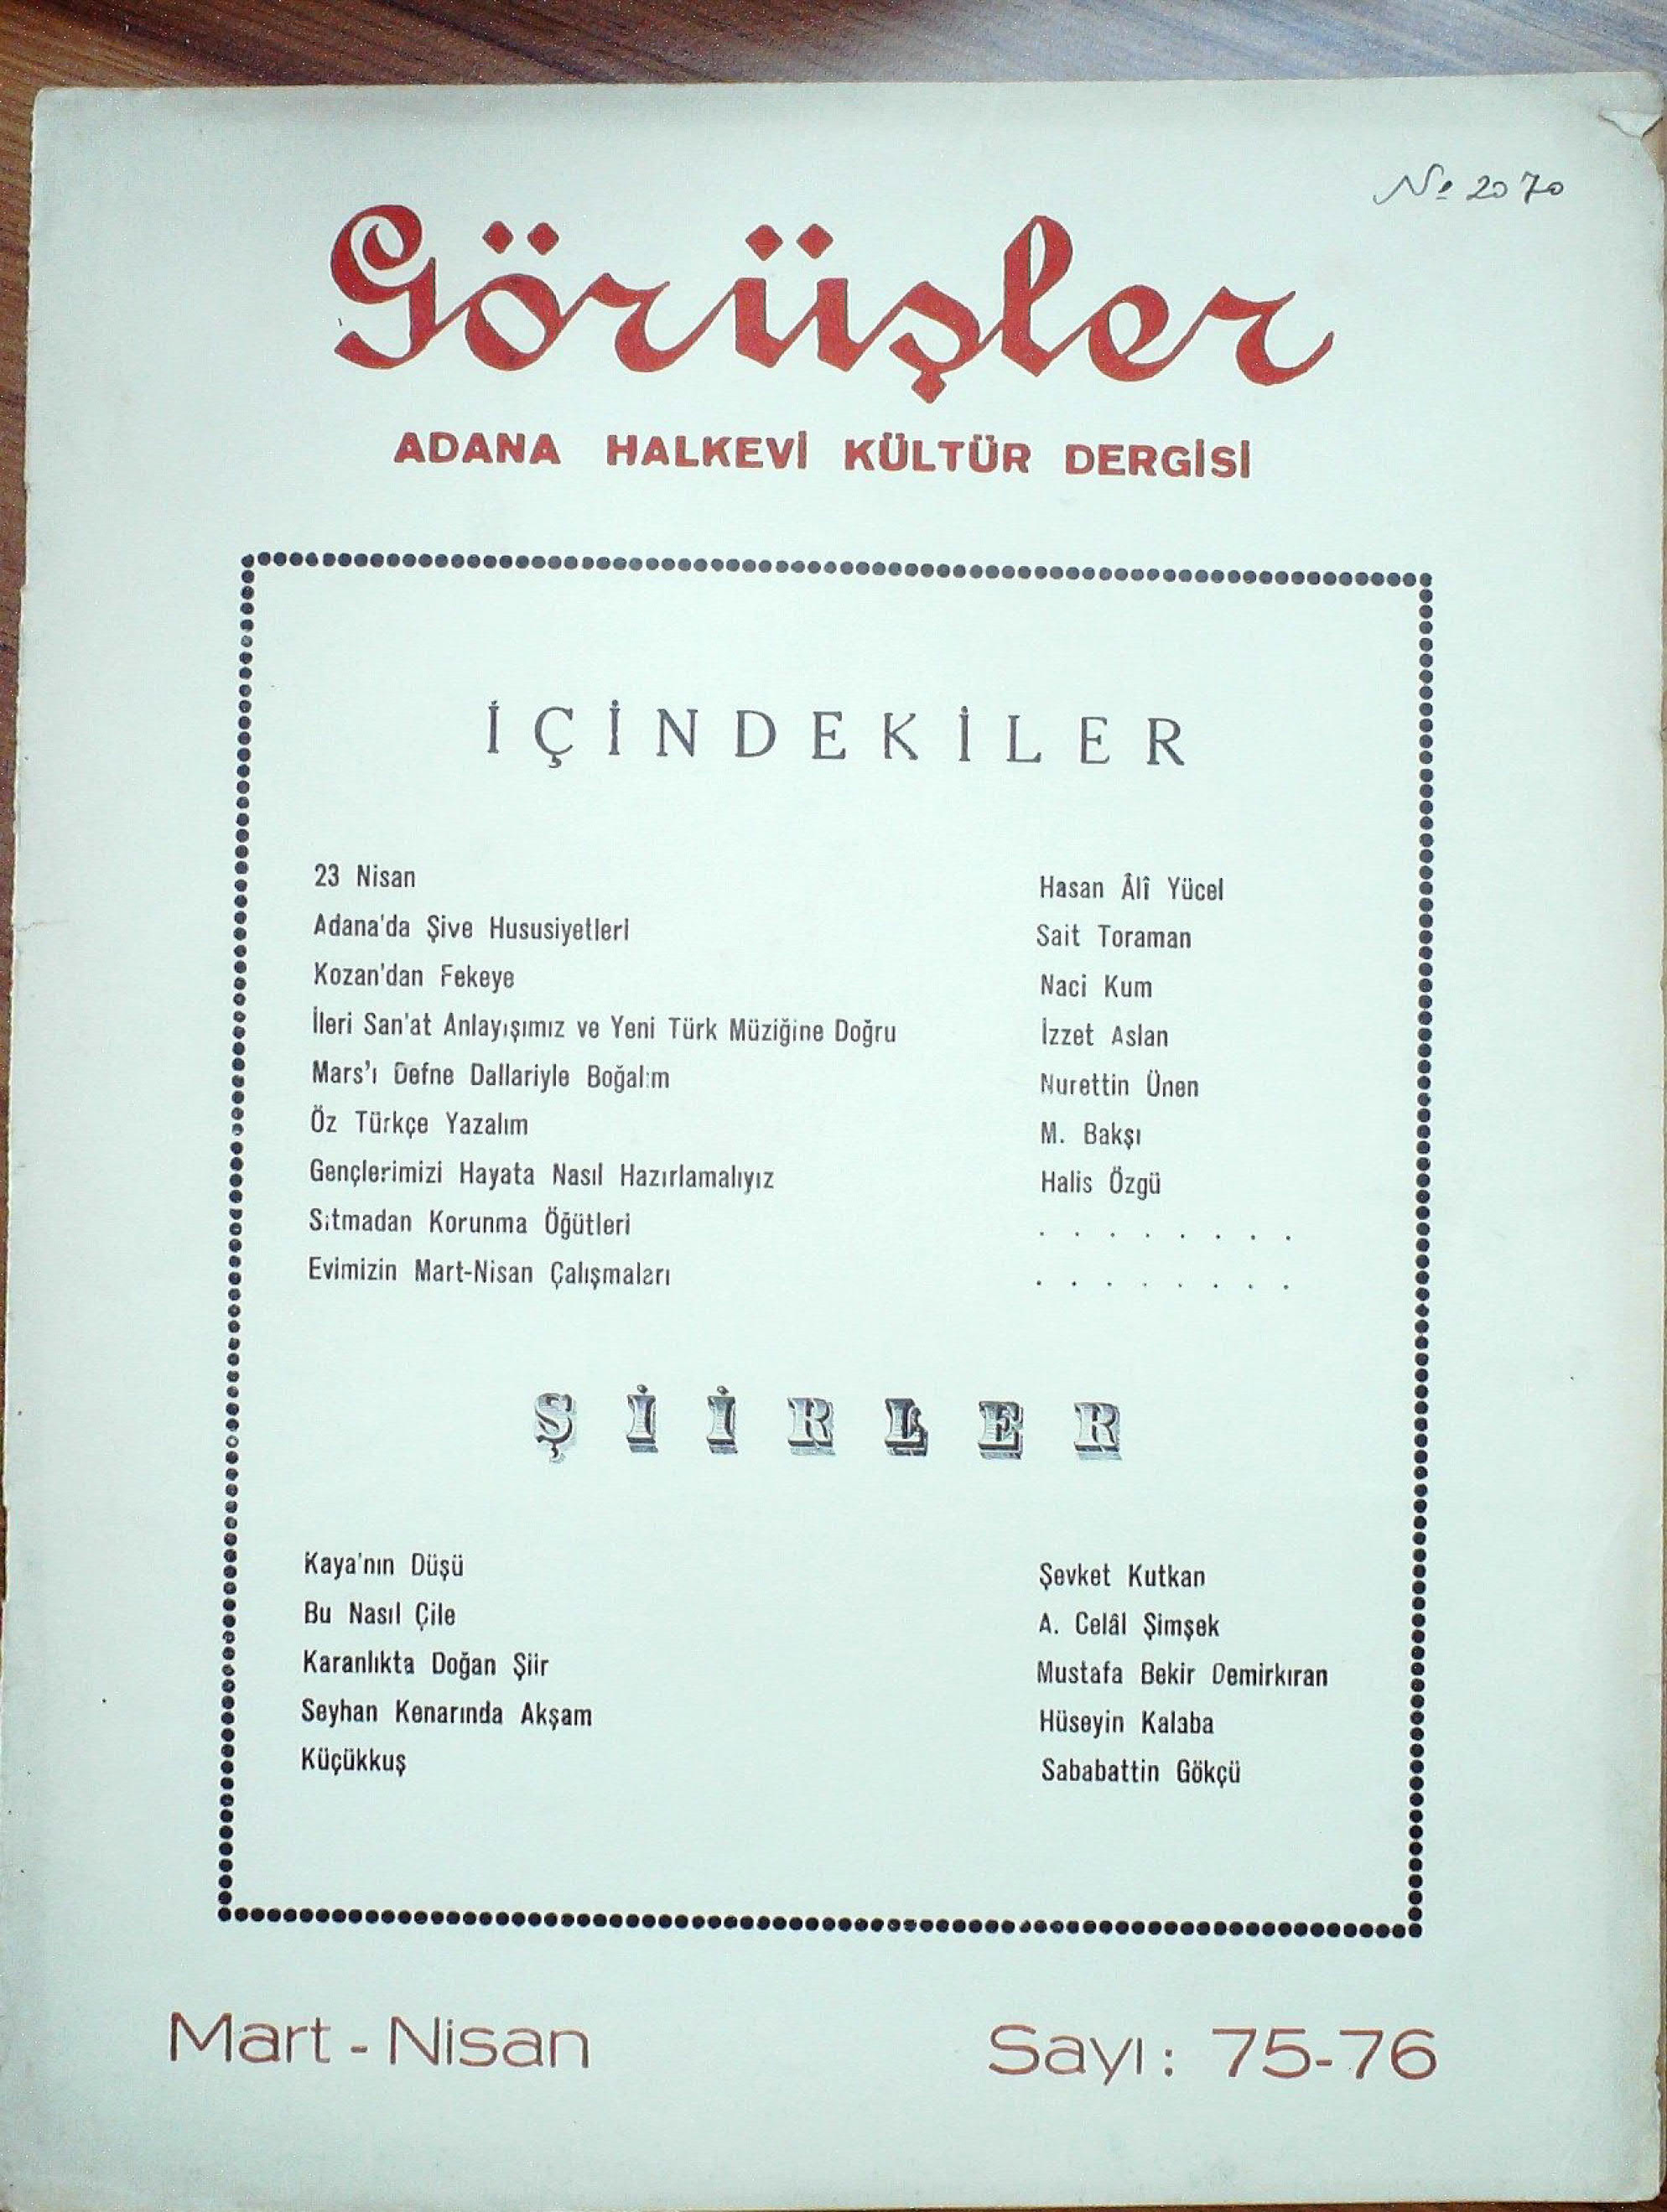 № 2070
Görüşler
ADANA HALKEVİ KÜLTÜR DERGİSİ
İÇİNDEKİLER
23 Nisan Hasan Âlî Yücel
Adana'da Şive Hususiyetleri Sait Toraman
Kozan'dan Fekeye Naci Kum
İleri San'at Anlayışımız ve Yeni Türk Müziğine Doğru İzzet Aslan
Mars'ı Defne Dallariyle Boğalım Nurettin Ünen
Öz Türkçe Yazalım M. Bakşı
Gençlerimizi Hayata Nasıl Hazırlamalıyız Halis Özgü
Sıtmadan Korunma Öğütleri . . . . . . . .
Evimizin Mart-Nisan Çalışmaları . . . . . . . .
ŞİİRLER
Kaya'nın Düşü Şevket Kutkan
Bu Nasıl Çile A. Celâl Şimşek
Karanlıkta Doğan Şiir Mustafa Bekir Demirkıran
Seyhan Kenarında Akşam Hüseyin Kalaba
Küçükkuş Sababattin Gökçü
Mart - Nisan Sayı: 75-76